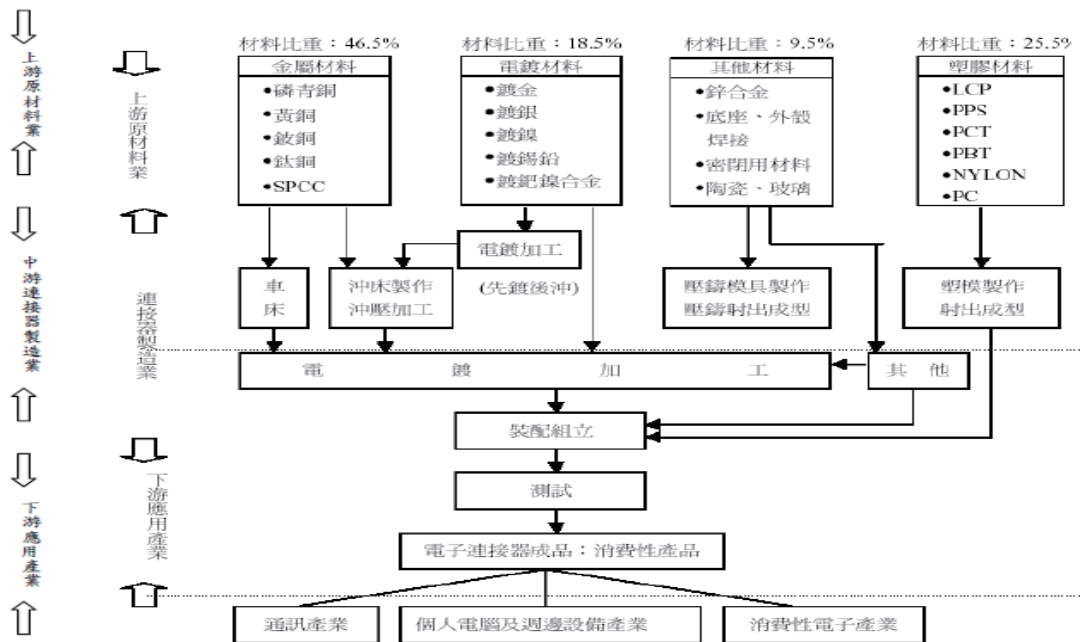 材料比重：46.5%
材料比重：18.5%
材料比重：9.5%
材料比重：25.5%
金屬材料
•磷青銅
•黃銅
•鈹銅
•鈦銅
•SPCC
電鍍材料
•鍍金
•鍍銀
•鍍鎳
•鍍錫鉛
•鍍鈀鎳合金
其他材料
•鋅合金
•底座、外殼
焊接
•密閉用材料
•陶瓷、玻璃
塑膠材料
•LCP
•PPS
•PCT
•PBT
•NYLON
•PC
上游原材料業
上游原材料業
電鍍加工
(先鍍後沖)
車
床
沖床製作
沖壓加工
壓鑄模具製作
壓鑄射出成型
塑模製作
射出成型
中游連接器製造業
連接器製造業
電 鍍 加 工
其 他
裝配組立
測試
電子連接器成品：消費性產品
下游應用產業
下游應用產業
通訊產業
個人電腦及週邊設備產業
消費性電子產業